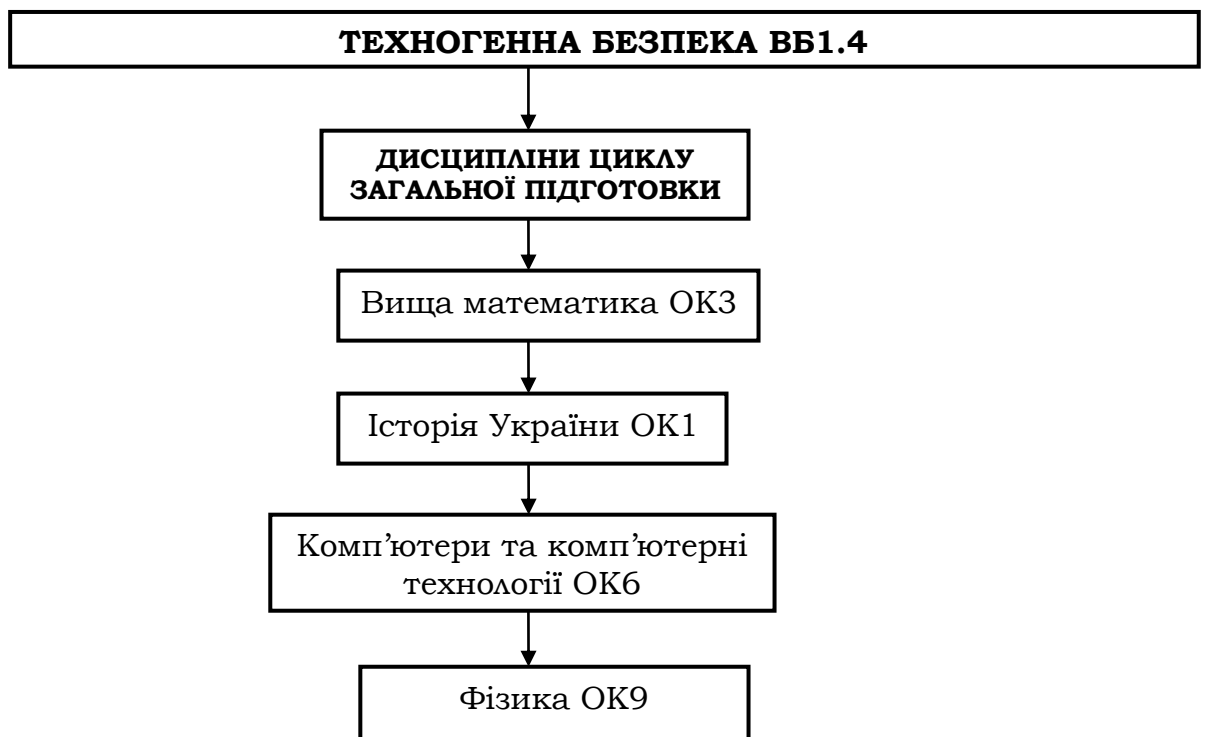 ТЕХНОГЕННА БЕЗПЕКА ВБ1.4
ДИСЦИПЛІНИ ЦИКЛУ
ЗАГАЛЬНОЇ ПІДГОТОВКИ
Вища математика ОК3
Історія України ОК1
Комп’ютери та комп’ютерні
технології ОК6
Фізика ОК9